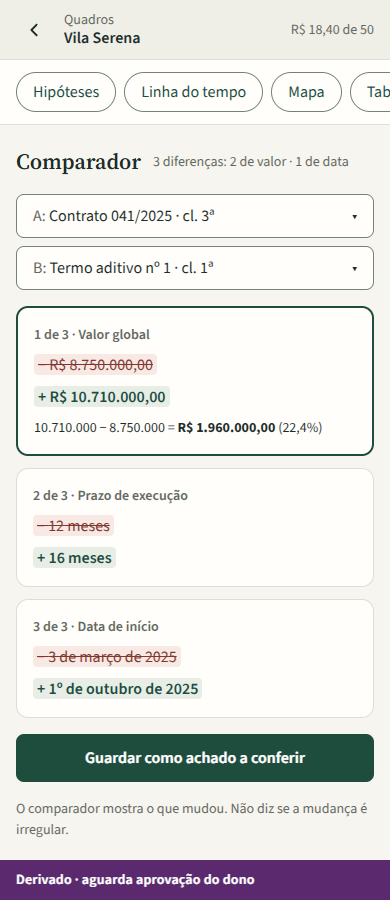 Quadros
Vila Serena
R$ 18,40 de 50
Hipóteses
Linha do tempo
Mapa
Tab
Comparador
3 diferenças: 2 de valor · 1 de data
A: Contrato 041/2025 · cl. 3ª
B: Termo aditivo nº 1 · cl. 1ª
1 de 3 · Valor global
− R$ 8.750.000,00
+ R$ 10.710.000,00
10.710.000 − 8.750.000 = R$ 1.960.000,00 (22,4%)
2 de 3 · Prazo de execução
− 12 meses
+ 16 meses
3 de 3 · Data de início
− 3 de março de 2025
+ 1º de outubro de 2025
Guardar como achado a conferir
O comparador mostra o que mudou. Não diz se a mudança é
irregular.
Derivado · aguarda aprovação do dono